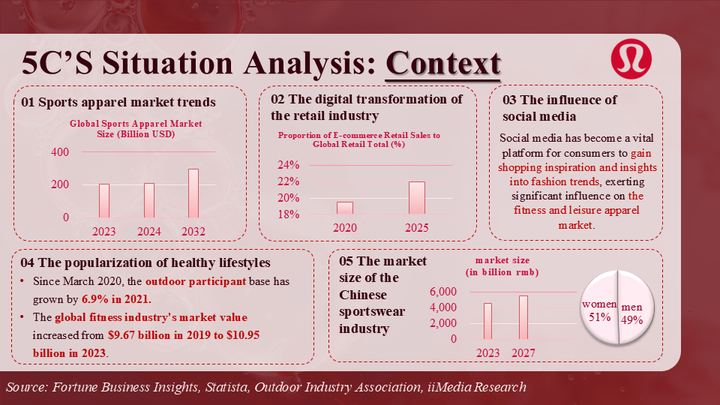 5C'S Situation Analysis: Context
01 Sports apparel market trends
Global Sports Apparel Market
Size (Billion USD)
400
200
0
2023
2024
2032
02 The digital transformation of
the retail industry
Proportion of E-commerce Retail Sales to
Global Retail Total (%)
24%
22%
20%
18%
2020
2025
03 The influence of
social media
Social media has become a vital
platform for consumers to gain
shopping inspiration and insights
into fashion trends, exerting
significant influence on the
fitness and leisure apparel
market.
04 The popularization of healthy lifestyles
• Since March 2020, the outdoor participant base has
grown by 6.9% in 2021.
• The global fitness industry's market value
increased from $9.67 billion in 2019 to $10.95
billion in 2023.
05 The market
size of the
Chinese
sportswear
industry
market size
(in billion rmb)
6,000
4,000
2,000
0
2023
2027
women
51%
men
49%
Source: Fortune Business Insights, Statista, Outdoor Industry Association, iiMedia Research